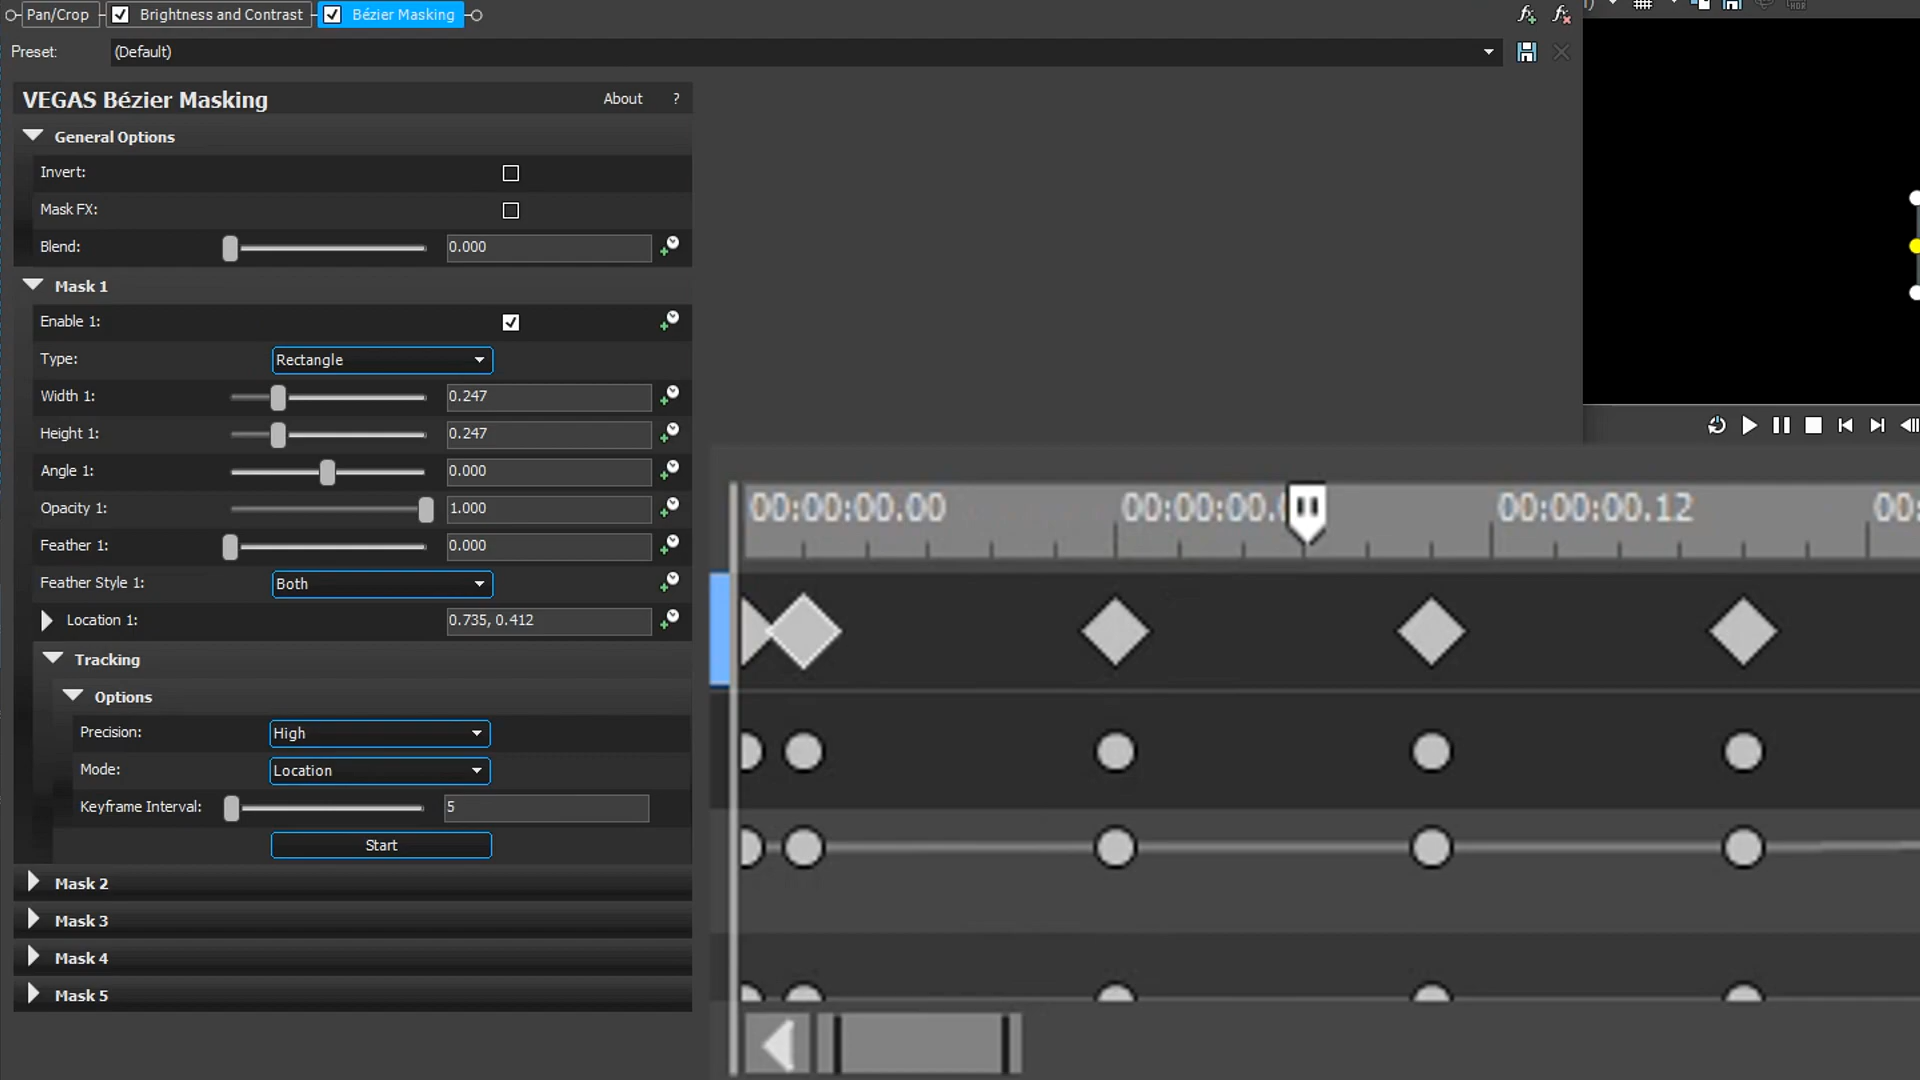 Pan/Crop Brightness and Contrast Bézier Masking
Preset: (Default)
VEGAS Bézier Masking About ?
General Options
Invert:
Mask FX:
Blend: 0.000
Mask 1
Enable 1:
Type: Rectangle
Width 1: 0.247
Height 1: 0.247
Angle 1: 0.000
Opacity 1: 1.000
Feather 1: 0.000
Feather Style 1: Both
Location 1: 0.735, 0.412
Tracking
Options
Precision: High
Mode: Location
Keyframe Interval: 5
Start
Mask 2
Mask 3
Mask 4
Mask 5
00:00:00.00 00:00:00. 00:00:00.12 00: